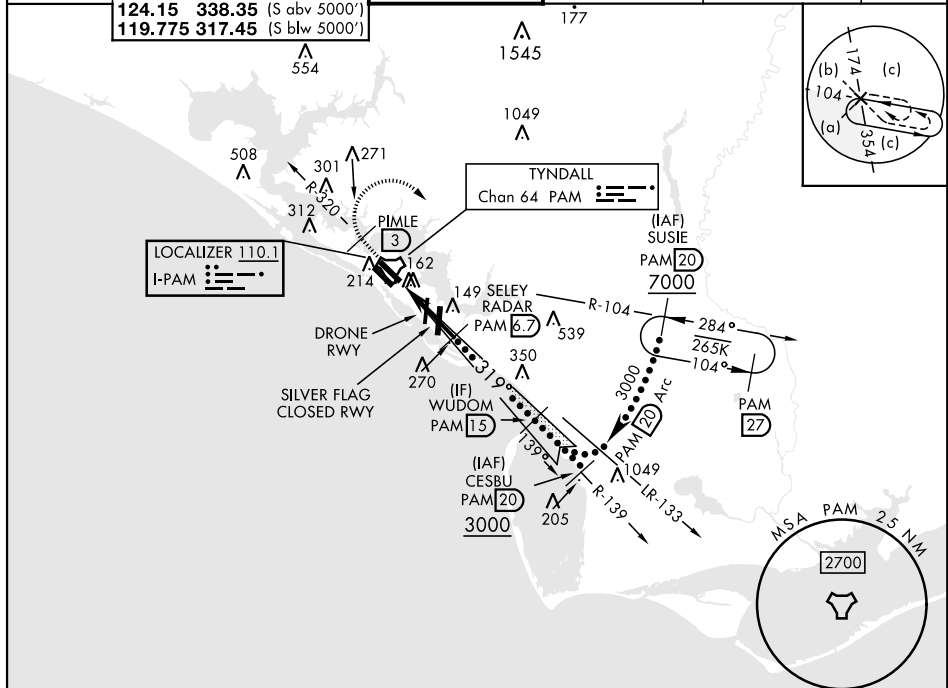 124.15 338.35 (S abv 5000')
119.775 317.45 (S blw 5000')
177
554
1545
1049
(b)
174
(c)
104
(a)
354
(c)
508
301
271
R-320
312
PIMLE
3
TYNDALL
Chan 64 PAM
(IAF)
SUSIE
PAM 20
7000
LOCALIZER 110.1
I-PAM
214
162
149
SELEY
RADAR
PAM 6.7
539
R-104
284°
265K
104°
PAM
27
DRONE
RWY
SILVER FLAG
CLOSED RWY
270
319°
350
(IF)
WUDOM
PAM 15
139°
3000
PAM 20 Arc
(IAF)
CESBU
PAM 20
3000
205
1049
R-139
LR-133
MSA PAM 25 NM
2700